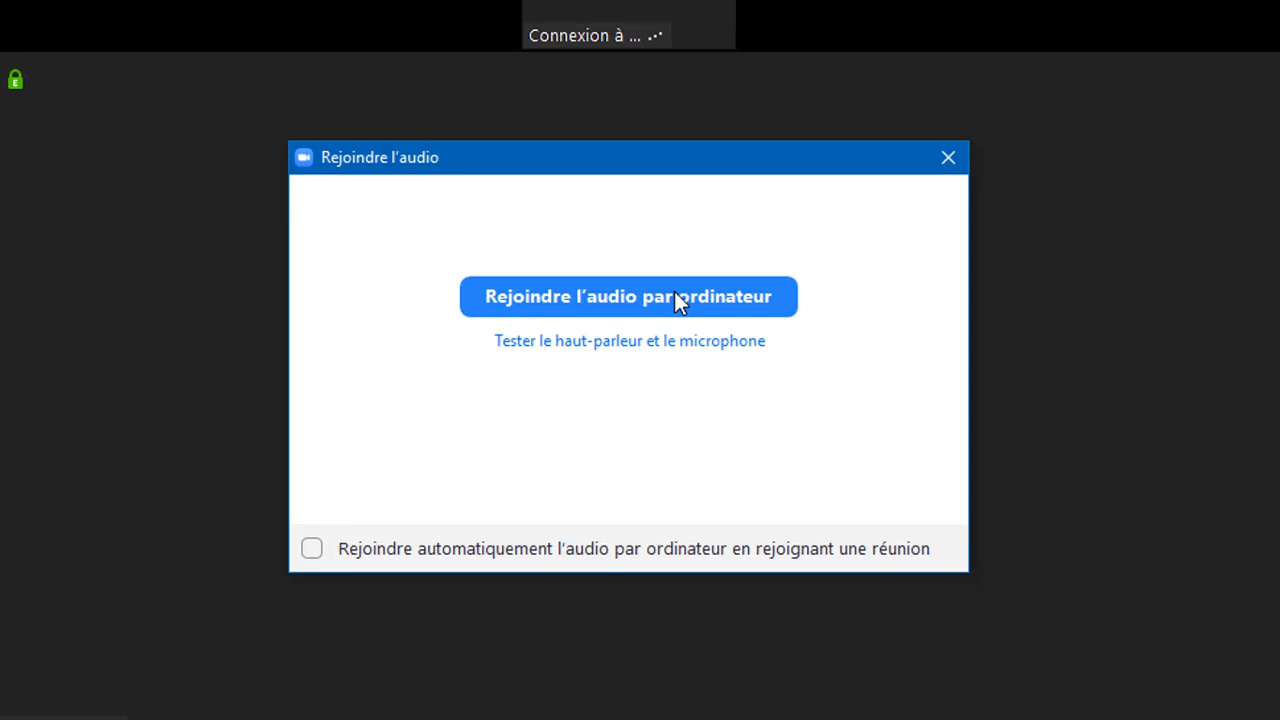 Connexion à ...
E
Rejoindre l'audio
Rejoindre l'audio par ordinateur
Tester le haut-parleur et le microphone
Rejoindre automatiquement l'audio par ordinateur en rejoignant une réunion